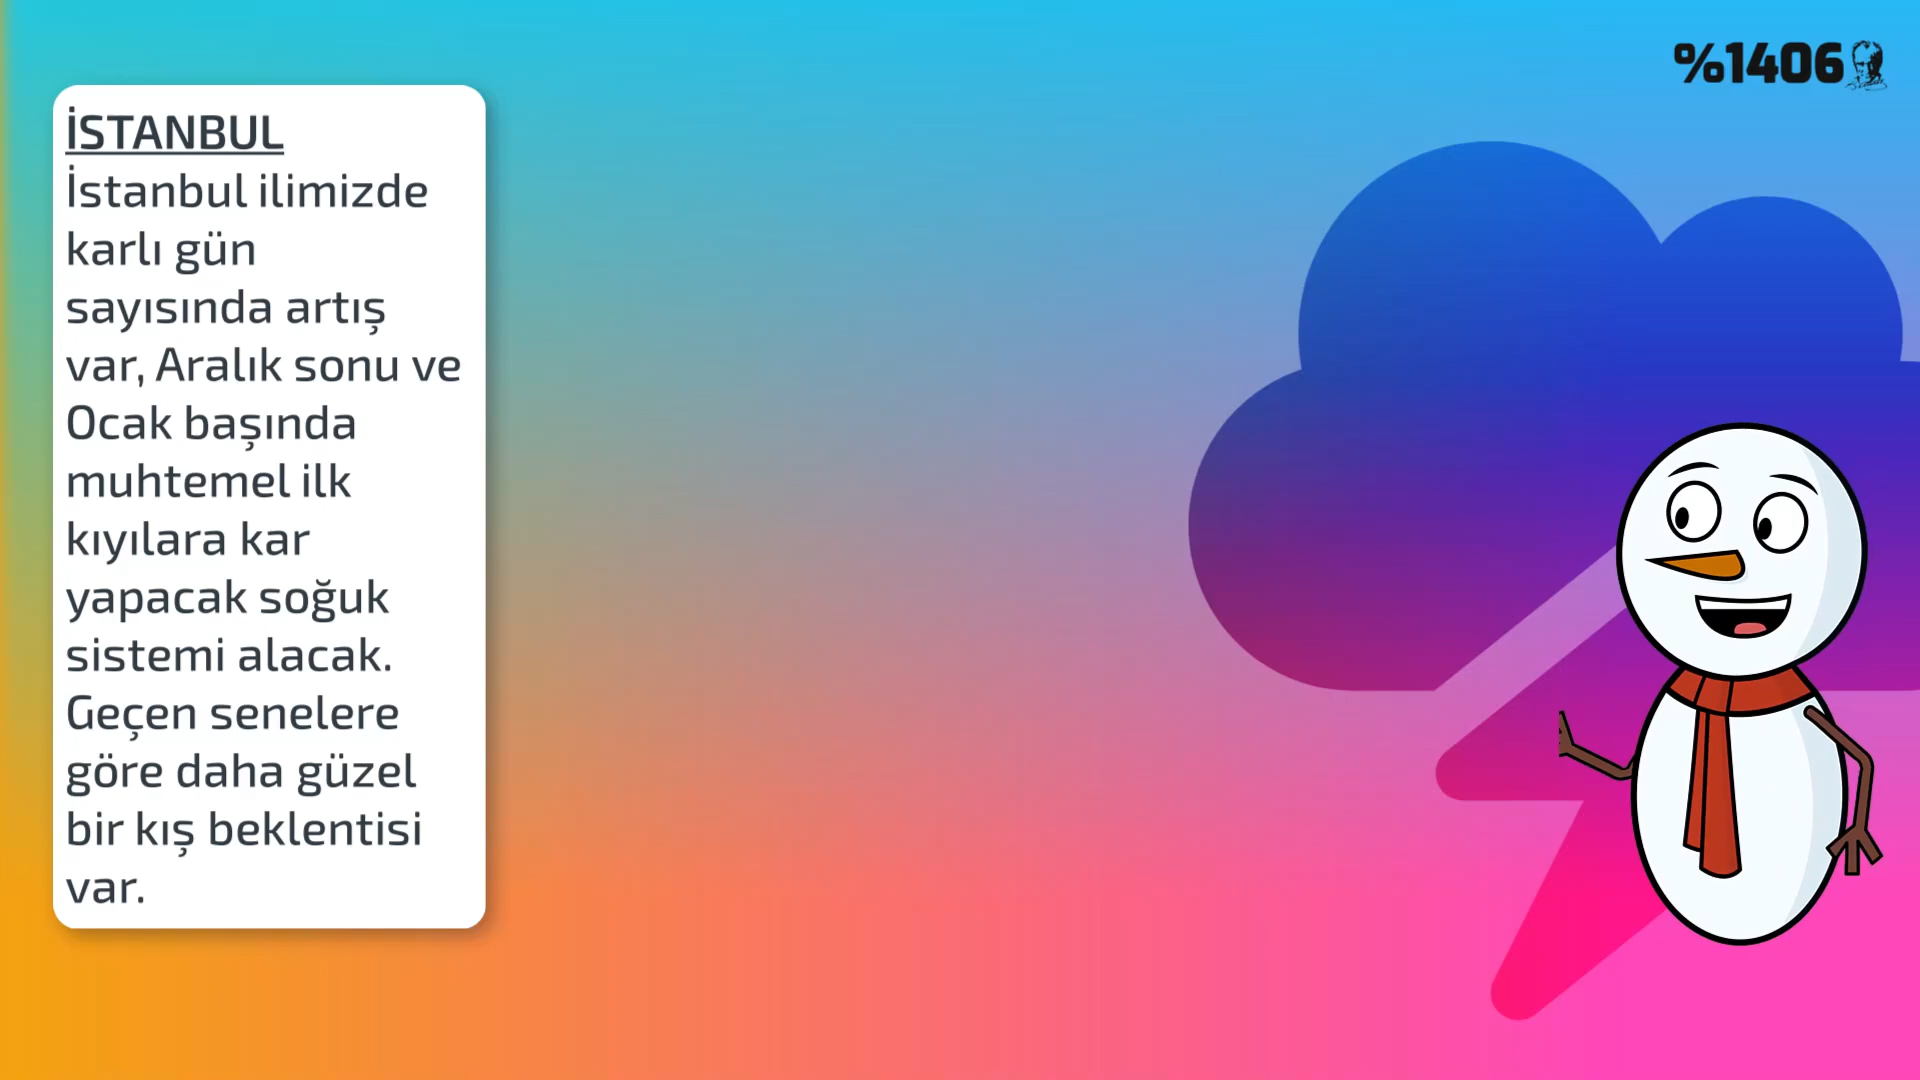 %1406
İSTANBUL
İstanbul ilimizde
karlı gün
sayısında artış
var, Aralık sonu ve
Ocak başında
muhtemel ilk
kıyılara kar
yapacak soğuk
sistemi alacak.
Geçen senelere
göre daha güzel
bir kış beklentisi
var.